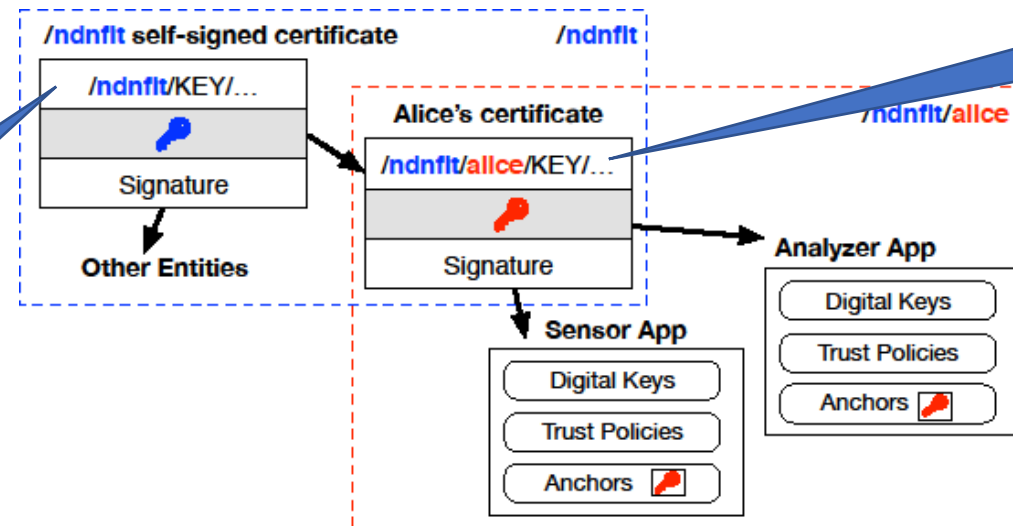 /ndnfit self-signed certificate
/ndnfit
/ndnfit/KEY/...
Signature
Other Entities
Alice's certificate
/ndnfit/alice
/ndnfit/alice/KEY/...
Signature
Sensor App
Digital Keys
Trust Policies
Anchors
Analyzer App
Digital Keys
Trust Policies
Anchors